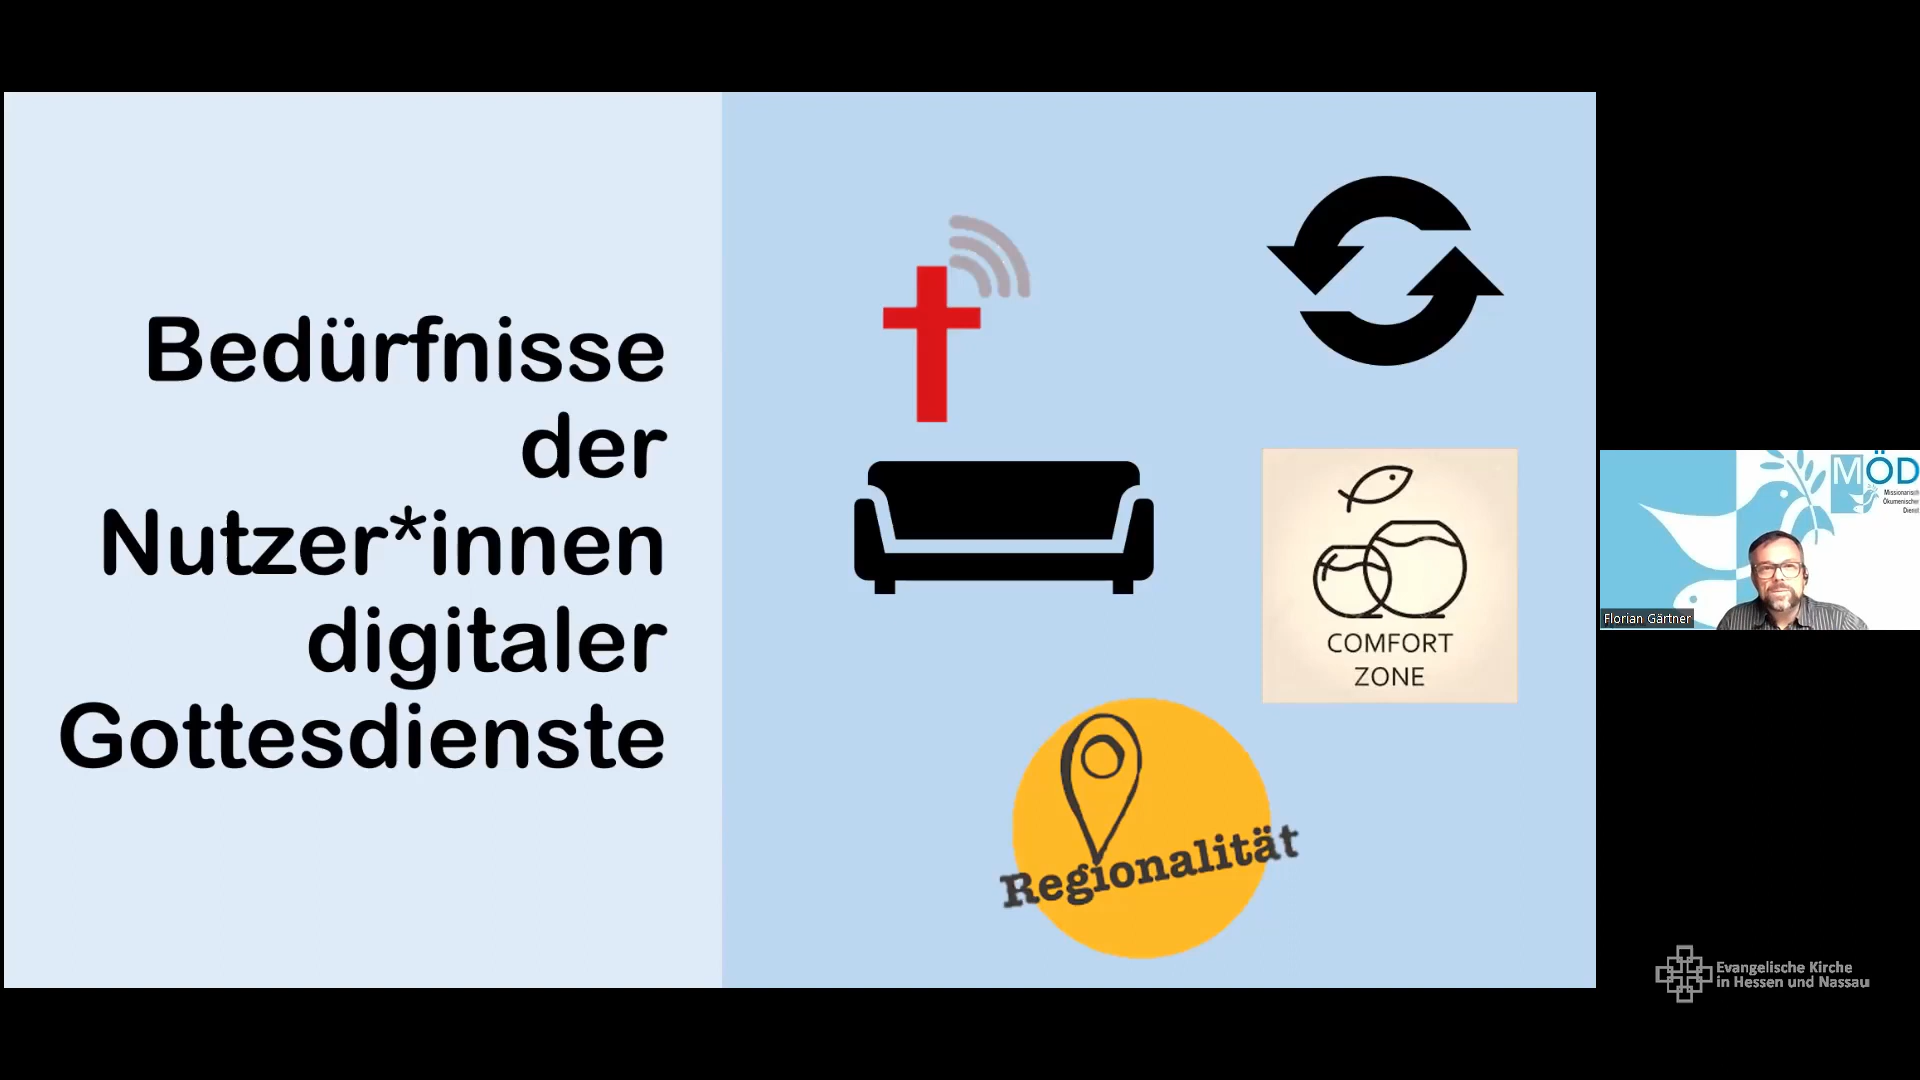 Bedürfnisse
der
Nutzer*innen
digitaler
Gottesdienste
COMFORT
ZONE
Regionalität
MÖD
Missionarisch
Ökumenischer
Dienst
Florian Gärtner
Evangelische Kirche
in Hessen und Nassau